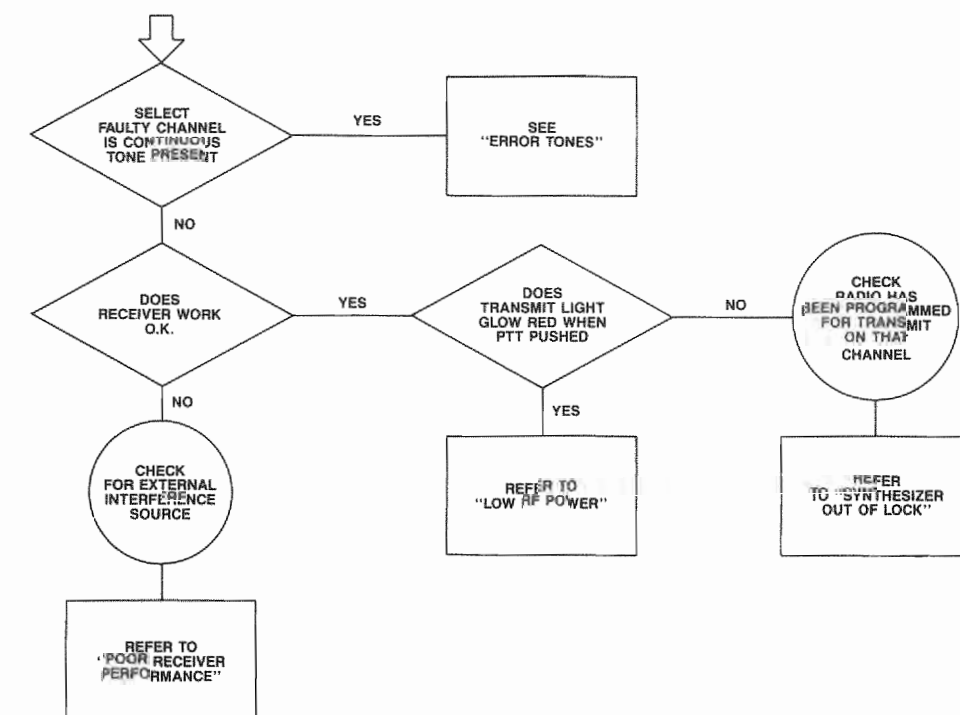 SELECT
FAULTY CHANNEL
IS CONTINUOUS
TONE PRESENT
YES
SEE
"ERROR TONES"
NO
DOES
RECEIVER WORK
O.K.
YES
DOES
TRANSMIT LIGHT
GLOW RED WHEN
PTT PUSHED
NO
CHECK
RADIO HAS
BEEN PROGRAMMED
FOR TRANSMIT
ON THAT
CHANNEL
NO
YES
CHECK
FOR EXTERNAL
INTERFERENCE
SOURCE
REFER TO
"LOW RF POWER"
REFER
TO "SYNTHESIZER
OUT OF LOCK"
REFER TO
"POOR RECEIVER
PERFORMANCE"